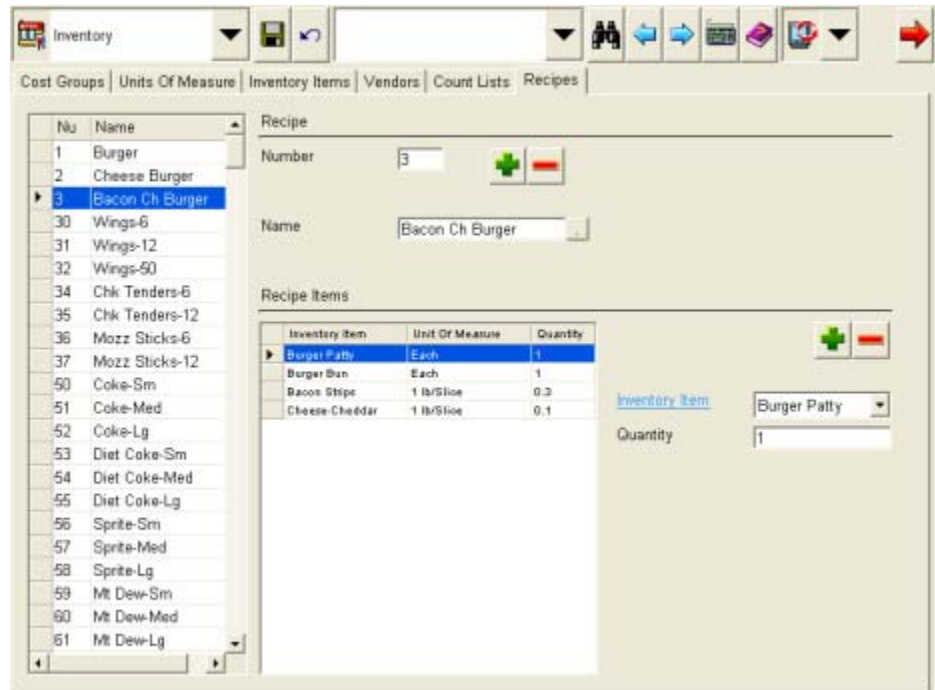 Inventory
Cost Groups Units Of Measure Inventory Items Vendors Count Lists Recipes
Nu Name
1 Burger
2 Cheese Burger
3 Bacon Ch Burger
30 Wings-6
31 Wings-12
32 Wings-50
34 Chk Tenders-6
35 Chk Tenders-12
36 Mozz Sticks-6
37 Mozz Sticks-12
50 Coke-Sm
51 Coke-Med
52 Coke-Lg
53 Diet Coke-Sm
54 Diet Coke-Med
55 Diet Coke-Lg
56 Sprite-Sm
57 Sprite-Med
58 Sprite-Lg
59 Mt Dew-Sm
60 Mt Dew-Med
61 Mt Dew-Lg
Recipe
Number 3
Name Bacon Ch Burger .
Recipe Items
Inventory Item Unit Of Measure Quantity
Burger Patty Each 1
Burger Bun Each 1
Bacon Strips 1 lb/Slice 0.3
Cheese-Cheddar 1 lb/Slice 0.1
Inventory Item Burger Patty
Quantity 1